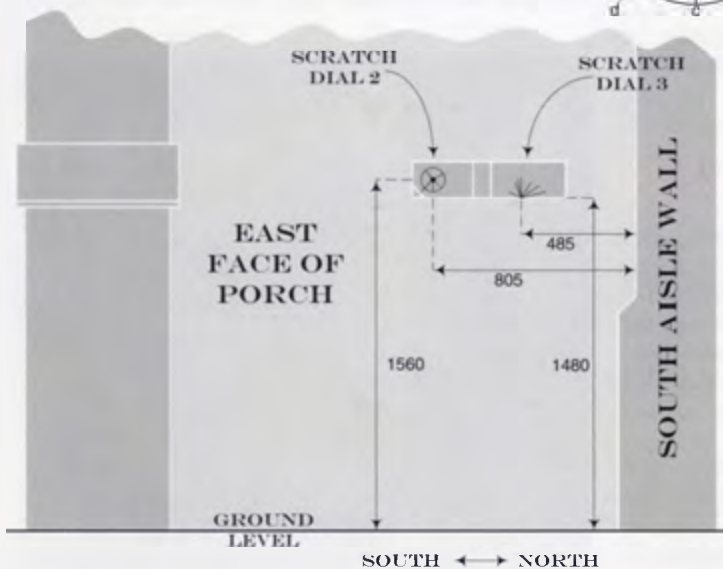 d
c
SCRATCH
DIAL 2
SCRATCH
DIAL 3
EAST
FACE OF
PORCH
485
805
1560
1480
SOUTH AISLE WALL
GROUND
LEVEL
SOUTH
NORTH